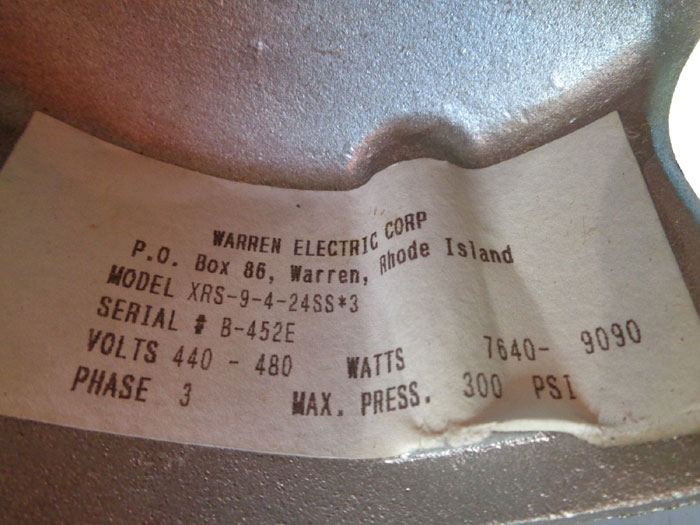 WARREN ELECTRIC CORP
P.O. Box 86, Warren, Rhode Island
MODEL XRS-9-4-24SS*3
SERIAL # B-452E
VOLTS 440 - 480 WATTS 7640- 9090
PHASE 3 MAX. PRESS. 300 PSI